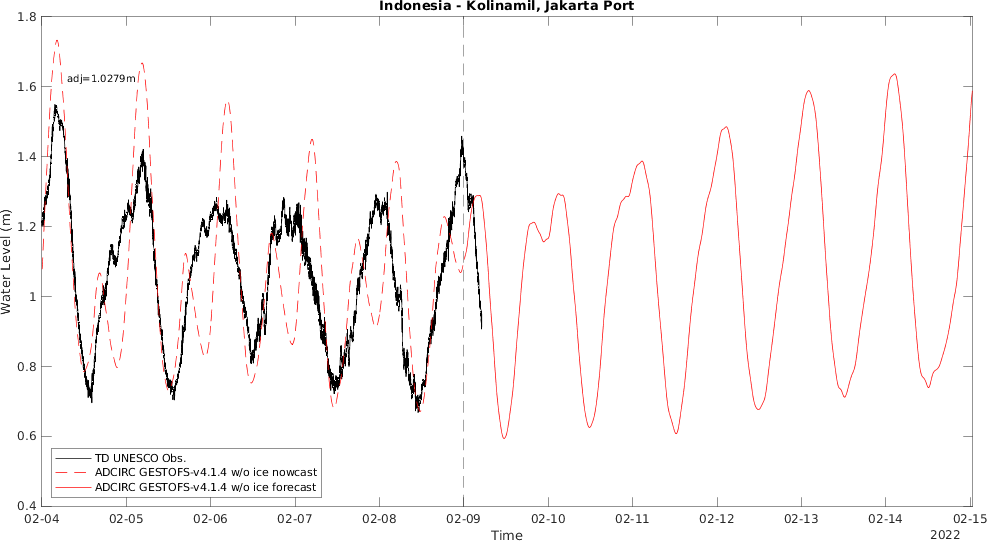 Indonesia - Kolinamil, Jakarta Port
1.8
1.6
1.4
1.2
1
0.8
0.6
0.4
Water Level (m)
adj=1.0279m
TD UNESCO Obs.
ADCIRC GESTOFS-v4.1.4 w/o ice nowcast
ADCIRC GESTOFS-v4.1.4 w/o ice forecast
02-04 02-05 02-06 02-07 02-08 02-09 02-10 02-11 02-12 02-13 02-14 02-15
Time
2022